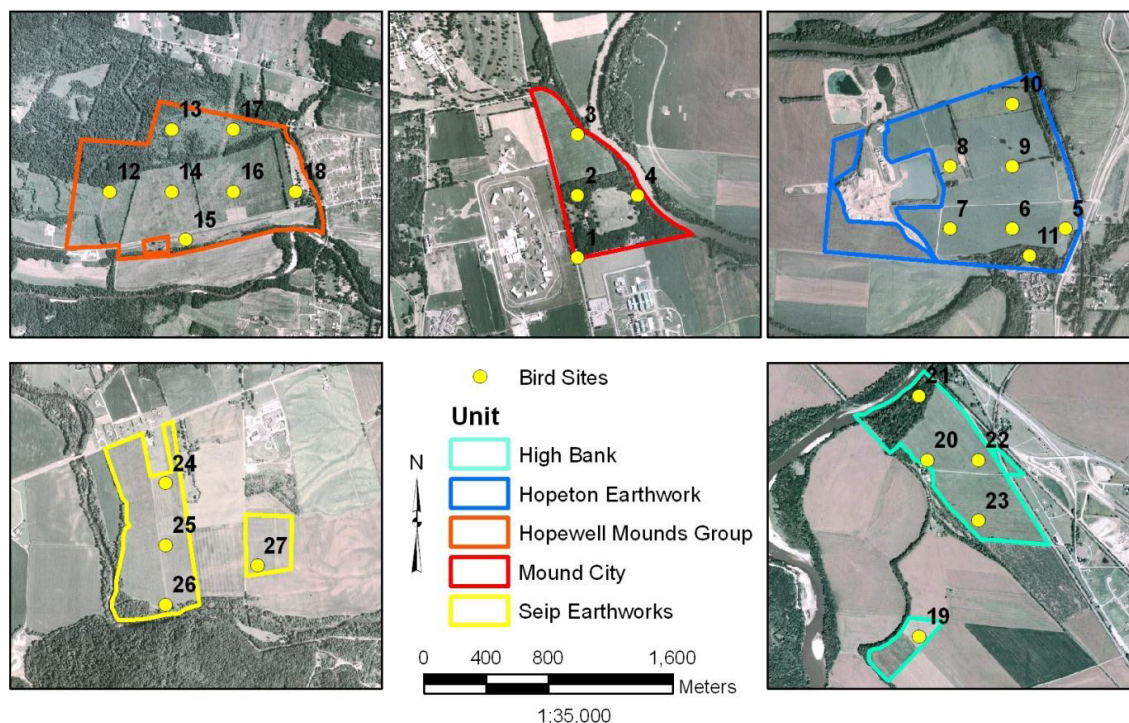 13
17
12
14
16
18
15
3
2
4
1
10
8
9
7
6
5
11
24
25
27
26
Bird Sites
Unit
High Bank
Hopeton Earthwork
Hopewell Mounds Group
Mound City
Seip Earthworks
N
0 400 800 1,600
Meters
1:35,000
21
20
22
23
19